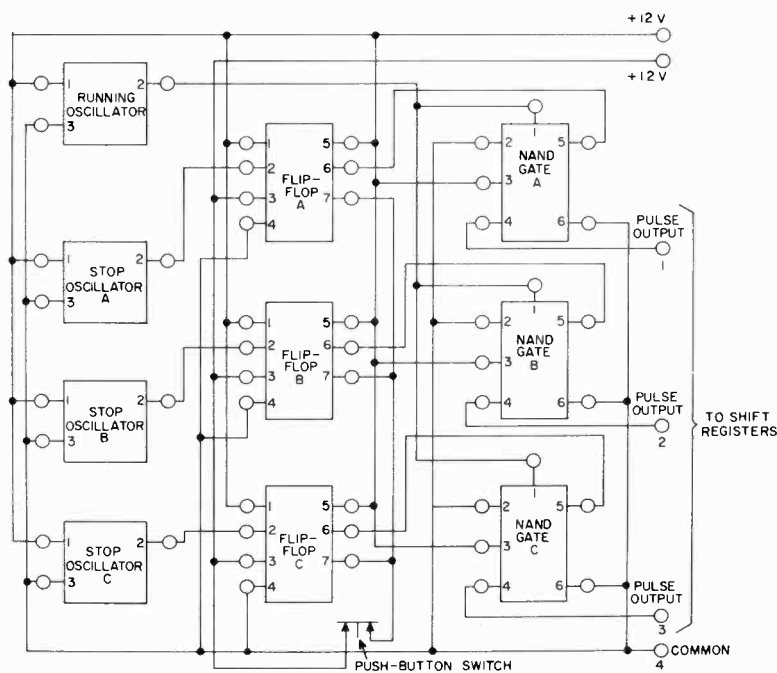 +12 V
+12 V
1
RUNNING
OSCILLATOR
2
3
1
STOP
OSCILLATOR
A
2
3
1
STOP
OSCILLATOR
B
2
3
1
STOP
OSCILLATOR
C
2
3
1
2
3
4
FLIP-
FLOP
A
5
6
7
1
2
3
4
FLIP-
FLOP
B
5
6
7
1
2
3
4
FLIP-
FLOP
C
5
6
7
1
2
3
4
NAND
GATE
A
5
6
1
2
3
4
NAND
GATE
B
5
6
1
2
3
4
NAND
GATE
C
5
6
PULSE
OUTPUT
1
PULSE
OUTPUT
2
PULSE
OUTPUT
3
TO SHIFT
REGISTERS
COMMON
4
PUSH-BUTTON SWITCH